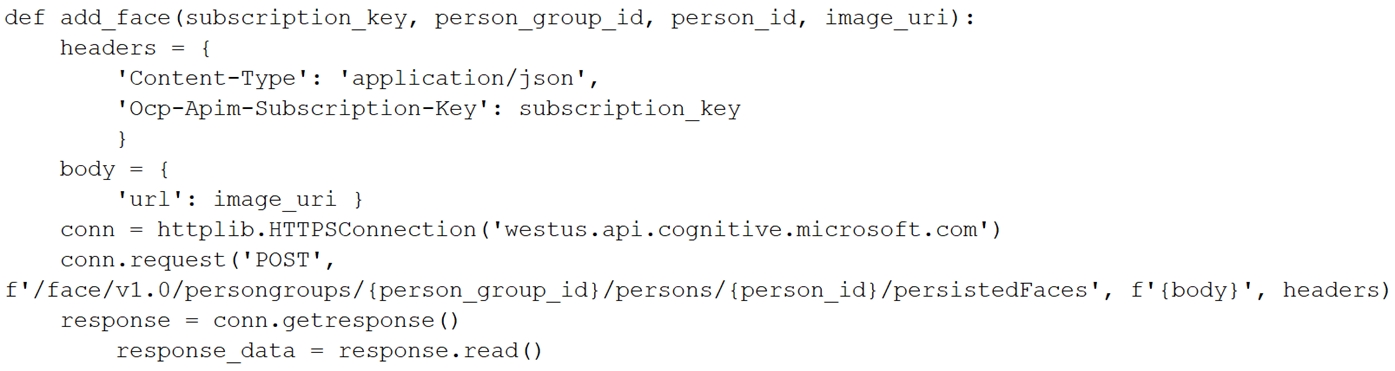 def add_face(subscription_key, person_group_id, person_id, image_uri):
    headers = {
        'Content-Type': 'application/json',
        'Ocp-Apim-Subscription-Key': subscription_key
        }
    body = {
        'url': image_uri }
    conn = httplib.HTTPSConnection('westus.api.cognitive.microsoft.com')
    conn.request('POST',
f'/face/v1.0/persongroups/{person_group_id}/persons/{person_id}/persistedFaces', f'{body}', headers)
    response = conn.getresponse()
        response_data = response.read()